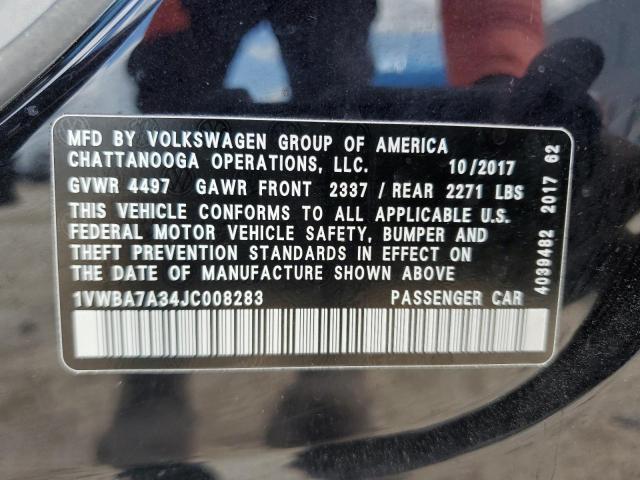 MFD BY VOLKSWAGEN GROUP OF AMERICA
CHATTANOOGA OPERATIONS, LLC. 10/2017
GVWR 4497 GAWR FRONT 2337 / REAR 2271 LBS
THIS VEHICLE CONFORMS TO ALL APPLICABLE U.S.
FEDERAL MOTOR VEHICLE SAFETY, BUMPER AND
THEFT PREVENTION STANDARDS IN EFFECT ON
THE DATE OF MANUFACTURE SHOWN ABOVE
1VWBA7A34JC008283 PASSENGER CAR
4039482 2017 62